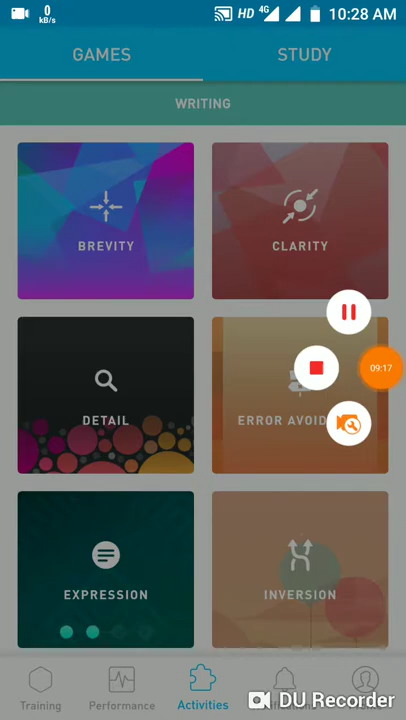 0
kB/s
HD 4G 10:28 AM
GAMES STUDY
WRITING
BREVITY CLARITY
09:17
DETAIL ERROR
EXPRESSION INVERSION
Training Performance Activities
DU Recorder